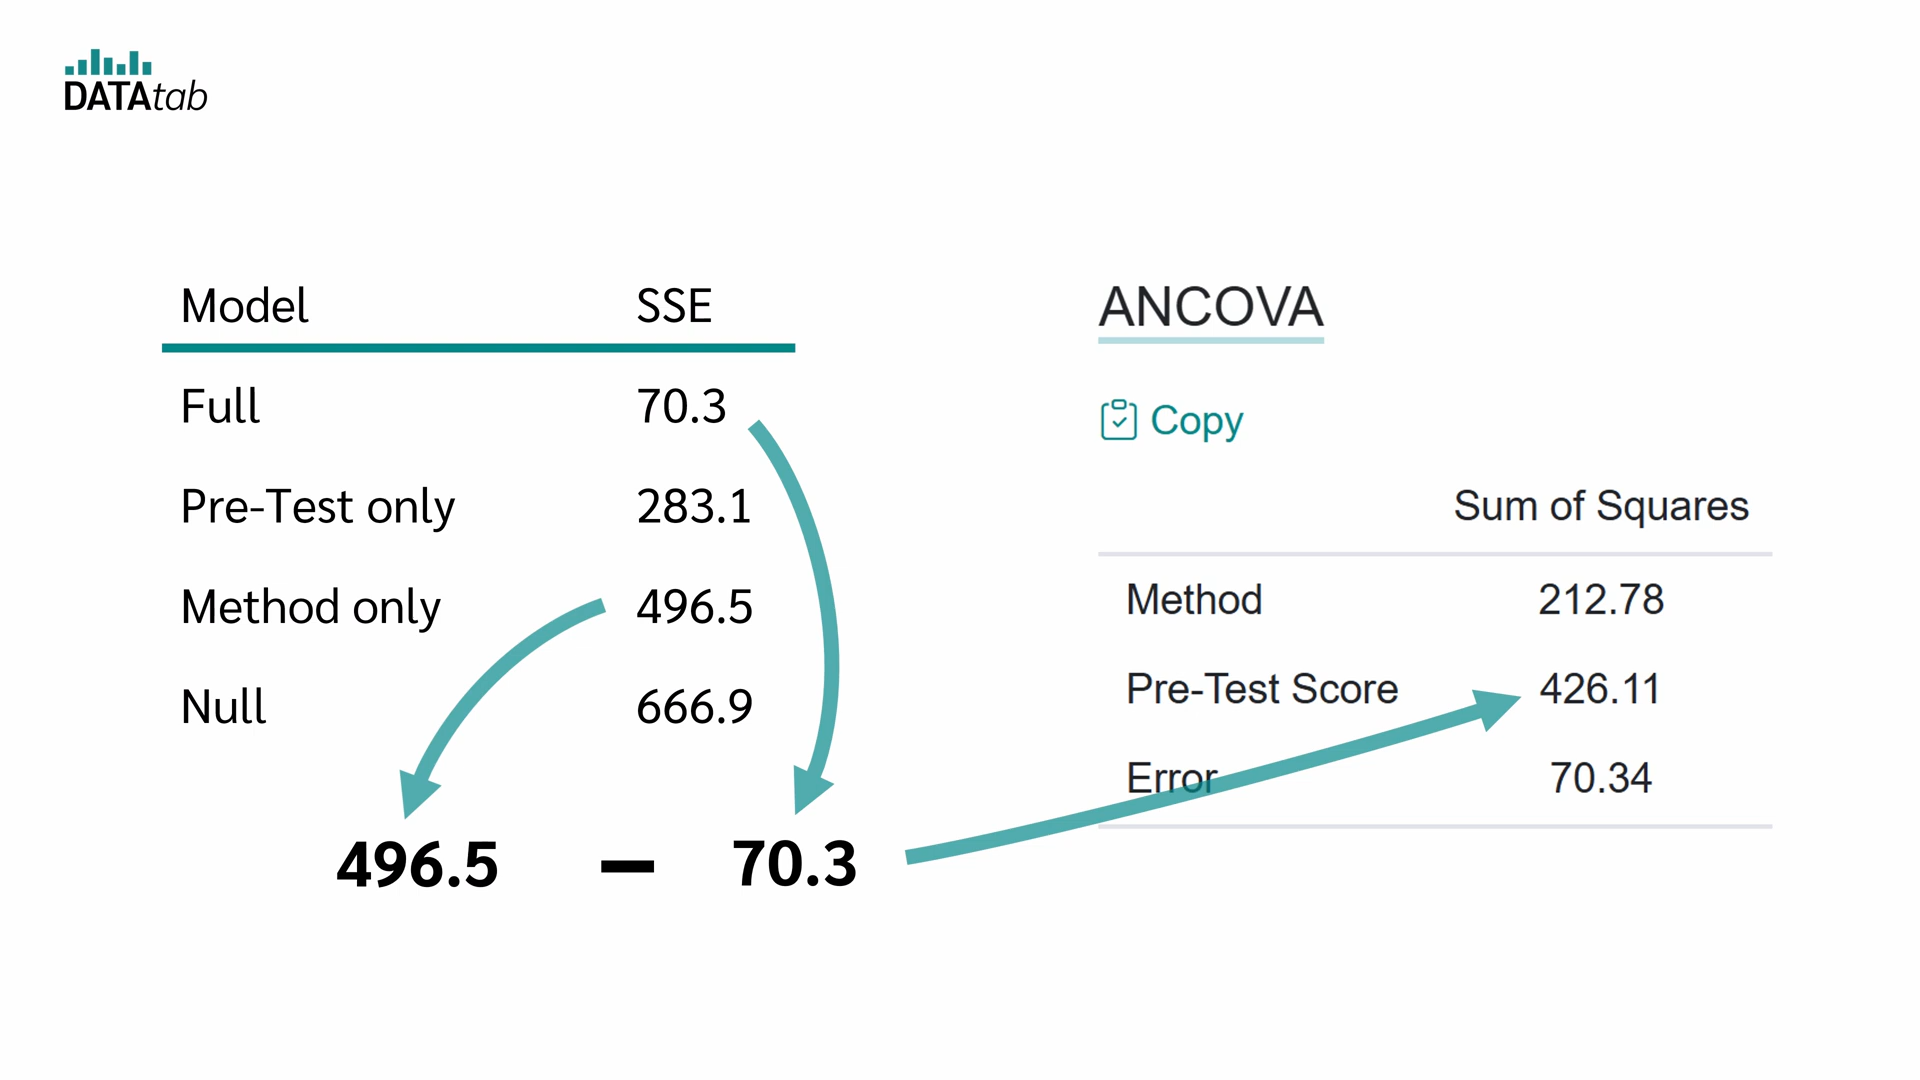 DATAtab
Model SSE
Full 70.3
Pre-Test only 283.1
Method only 496.5
Null 666.9
496.5 – 70.3
ANCOVA
Copy
Sum of Squares
Method 212.78
Pre-Test Score 426.11
Error 70.34